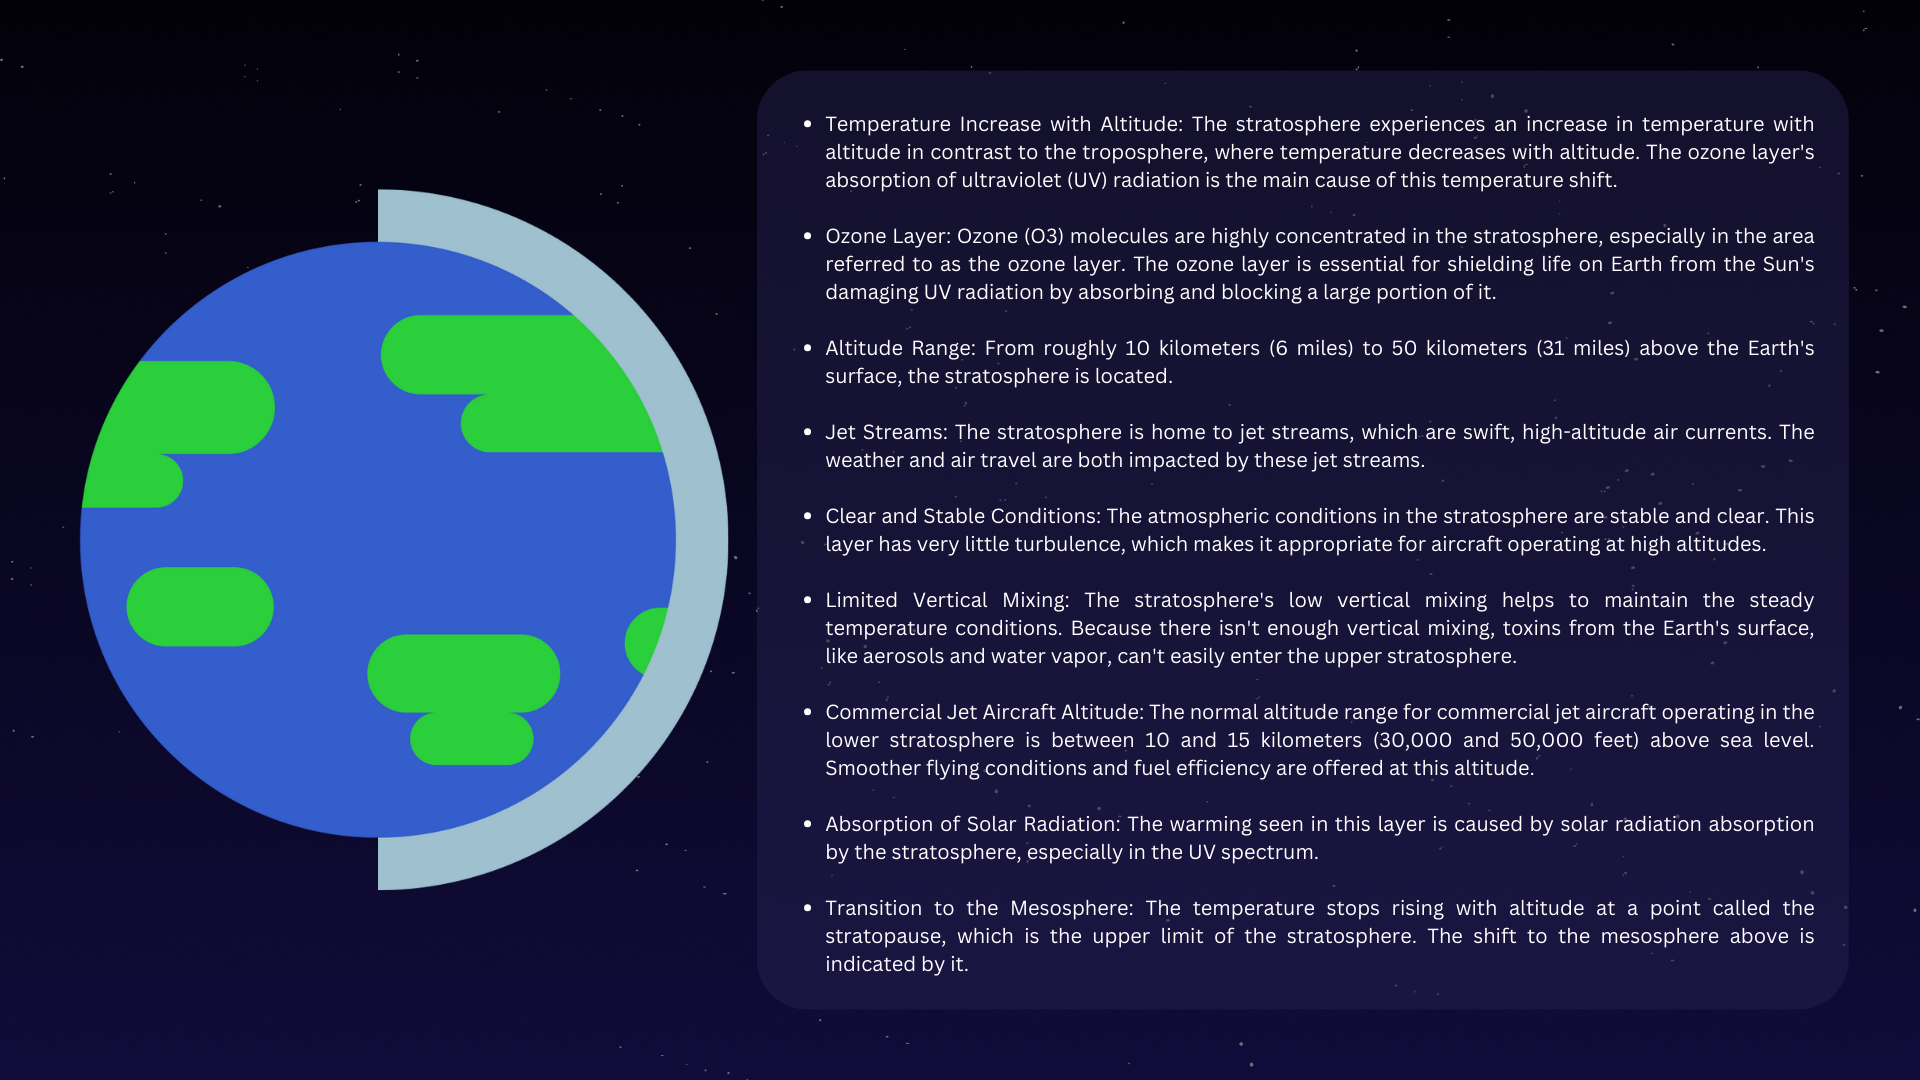 • Temperature Increase with Altitude: The stratosphere experiences an increase in temperature with
altitude in contrast to the troposphere, where temperature decreases with altitude. The ozone layer's
absorption of ultraviolet (UV) radiation is the main cause of this temperature shift.
• Ozone Layer: Ozone (O3) molecules are highly concentrated in the stratosphere, especially in the area
referred to as the ozone layer. The ozone layer is essential for shielding life on Earth from the Sun's
damaging UV radiation by absorbing and blocking a large portion of it.
• Altitude Range: From roughly 10 kilometers (6 miles) to 50 kilometers (31 miles) above the Earth's
surface, the stratosphere is located.
• Jet Streams: The stratosphere is home to jet streams, which are swift, high-altitude air currents. The
weather and air travel are both impacted by these jet streams.
• Clear and Stable Conditions: The atmospheric conditions in the stratosphere are stable and clear. This
layer has very little turbulence, which makes it appropriate for aircraft operating at high altitudes.
• Limited Vertical Mixing: The stratosphere's low vertical mixing helps to maintain the steady
temperature conditions. Because there isn't enough vertical mixing, toxins from the Earth's surface,
like aerosols and water vapor, can't easily enter the upper stratosphere.
• Commercial Jet Aircraft Altitude: The normal altitude range for commercial jet aircraft operating in the
lower stratosphere is between 10 and 15 kilometers (30,000 and 50,000 feet) above sea level.
Smoother flying conditions and fuel efficiency are offered at this altitude.
• Absorption of Solar Radiation: The warming seen in this layer is caused by solar radiation absorption
by the stratosphere, especially in the UV spectrum.
• Transition to the Mesosphere: The temperature stops rising with altitude at a point called the
stratopause, which is the upper limit of the stratosphere. The shift to the mesosphere above is
indicated by it.